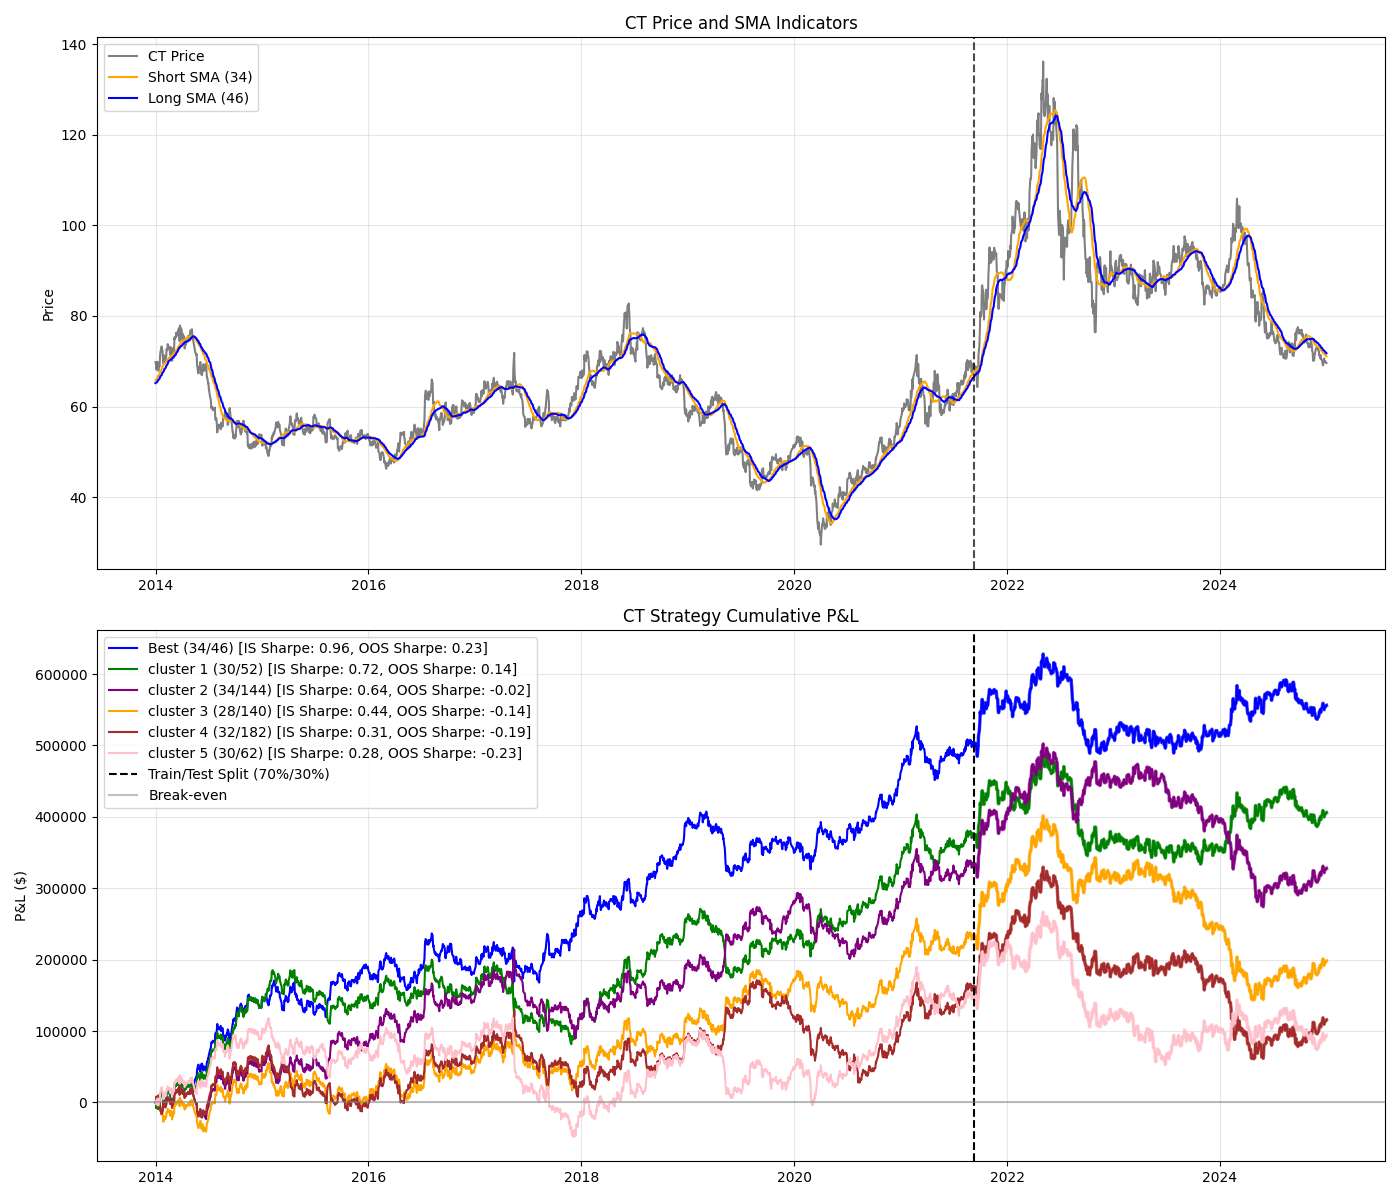 CT Price and SMA Indicators
CT Price
Short SMA (34)
Long SMA (46)
Price
140
120
100
80
60
40
2014
2016
2018
2020
2022
2024
CT Strategy Cumulative P&L
Best (34/46) [IS Sharpe: 0.96, OOS Sharpe: 0.23]
cluster 1 (30/52) [IS Sharpe: 0.72, OOS Sharpe: 0.14]
cluster 2 (34/144) [IS Sharpe: 0.64, OOS Sharpe: -0.02]
cluster 3 (28/140) [IS Sharpe: 0.44, OOS Sharpe: -0.14]
cluster 4 (32/182) [IS Sharpe: 0.31, OOS Sharpe: -0.19]
cluster 5 (30/62) [IS Sharpe: 0.28, OOS Sharpe: -0.23]
Train/Test Split (70%/30%)
Break-even
P&L ($)
600000
500000
400000
300000
200000
100000
0
2014
2016
2018
2020
2022
2024